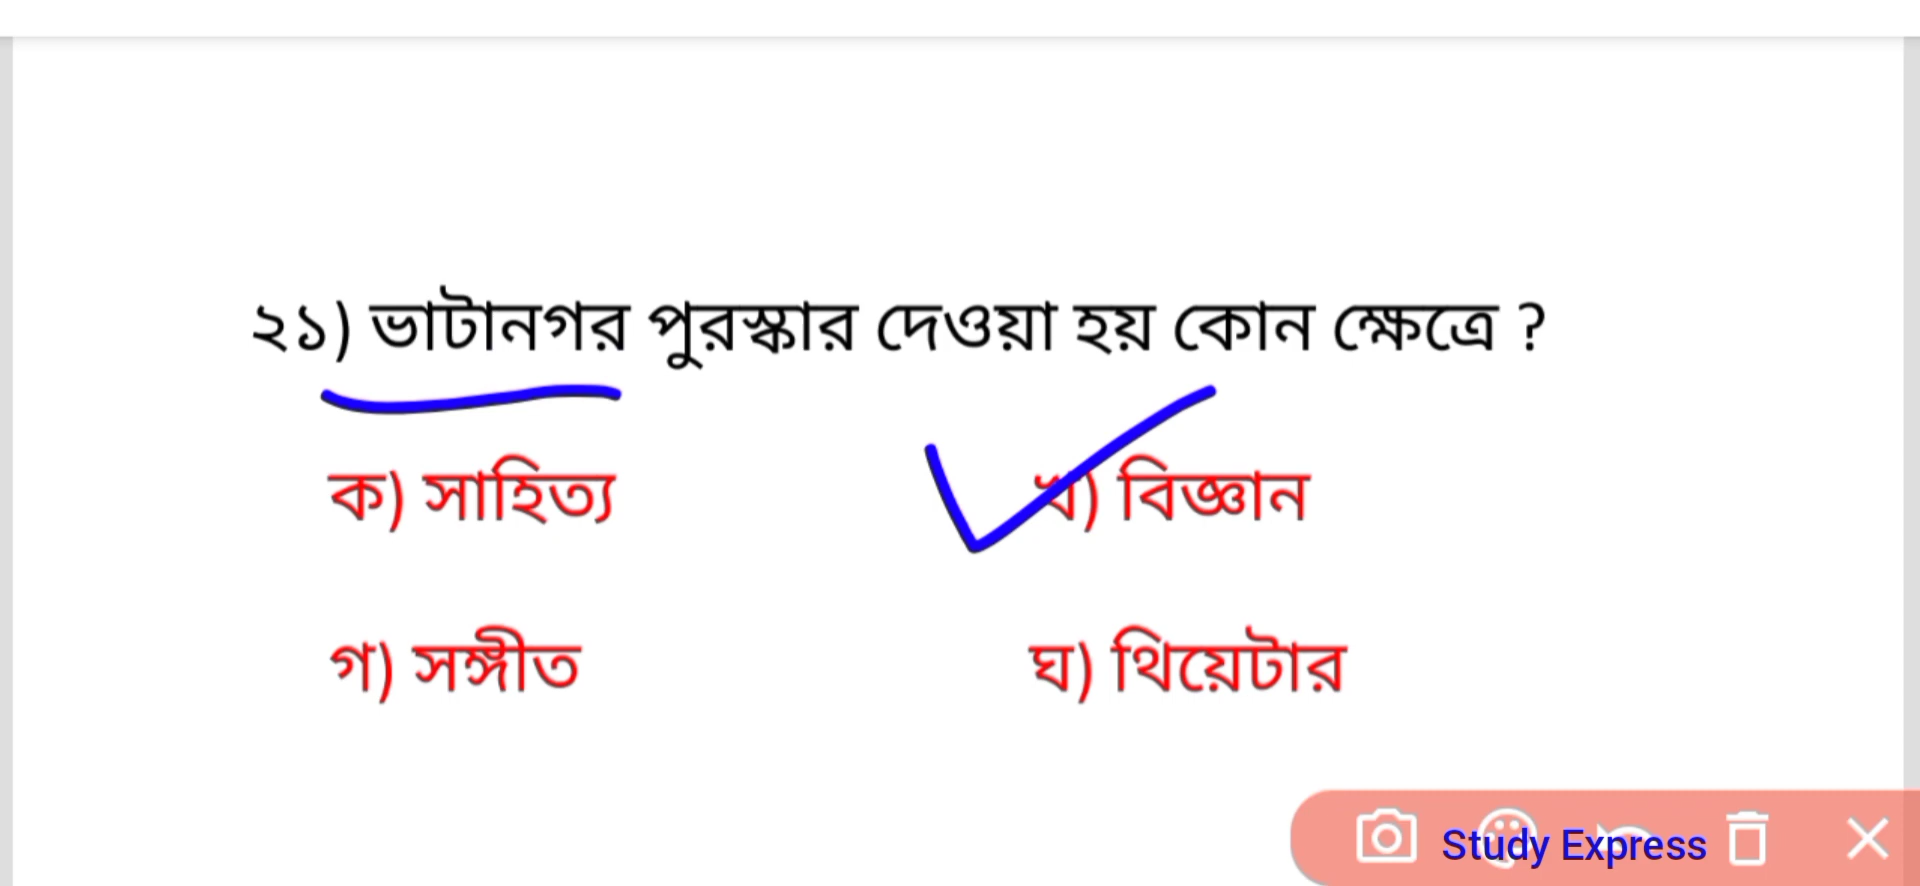 ২১) ভাটানগর পুরস্কার দেওয়া হয় কোন ক্ষেত্রে ?
ক) সাহিত্য খ) বিজ্ঞান
গ) সঙ্গীত ঘ) থিয়েটার
Study Express